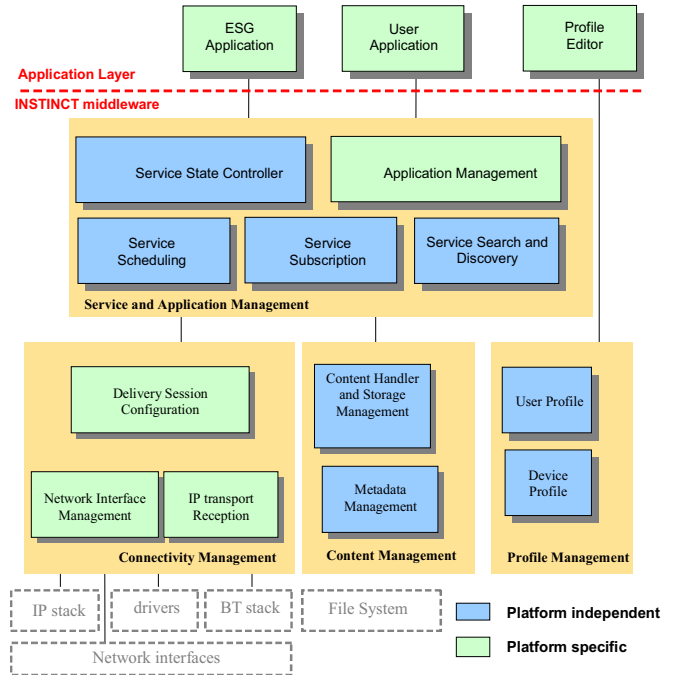 ESG
Application
User
Application
Profile
Editor
Application Layer
INSTINCT middleware
Service State Controller
Application Management
Service
Scheduling
Service
Subscription
Service Search and
Discovery
Service and Application Management
Delivery Session
Configuration
Content Handler
and Storage
Management
User Profile
Network Interface
Management
IP transport
Reception
Metadata
Management
Device
Profile
Connectivity Management
Content Management
Profile Management
IP stack
drivers
BT stack
File System
Network interfaces
Platform independent
Platform specific